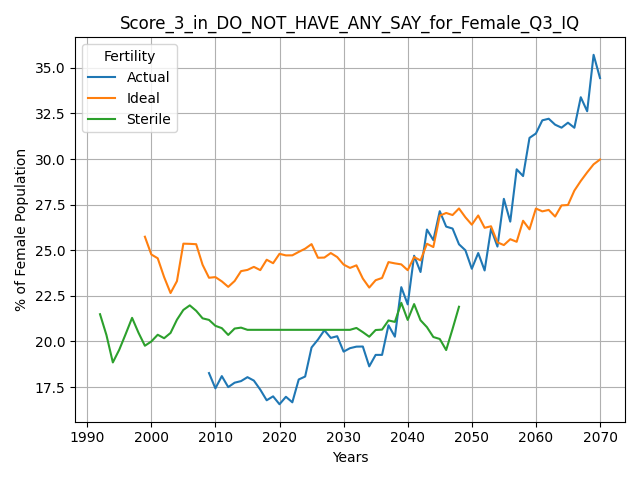 Score_3_in_DO_NOT_HAVE_ANY_SAY_for_Female_Q3_IQ
Fertility
Actual
Ideal
Sterile
% of Female Population
35.0
32.5
30.0
27.5
25.0
22.5
20.0
17.5
1990 2000 2010 2020 2030 2040 2050 2060 2070
Years